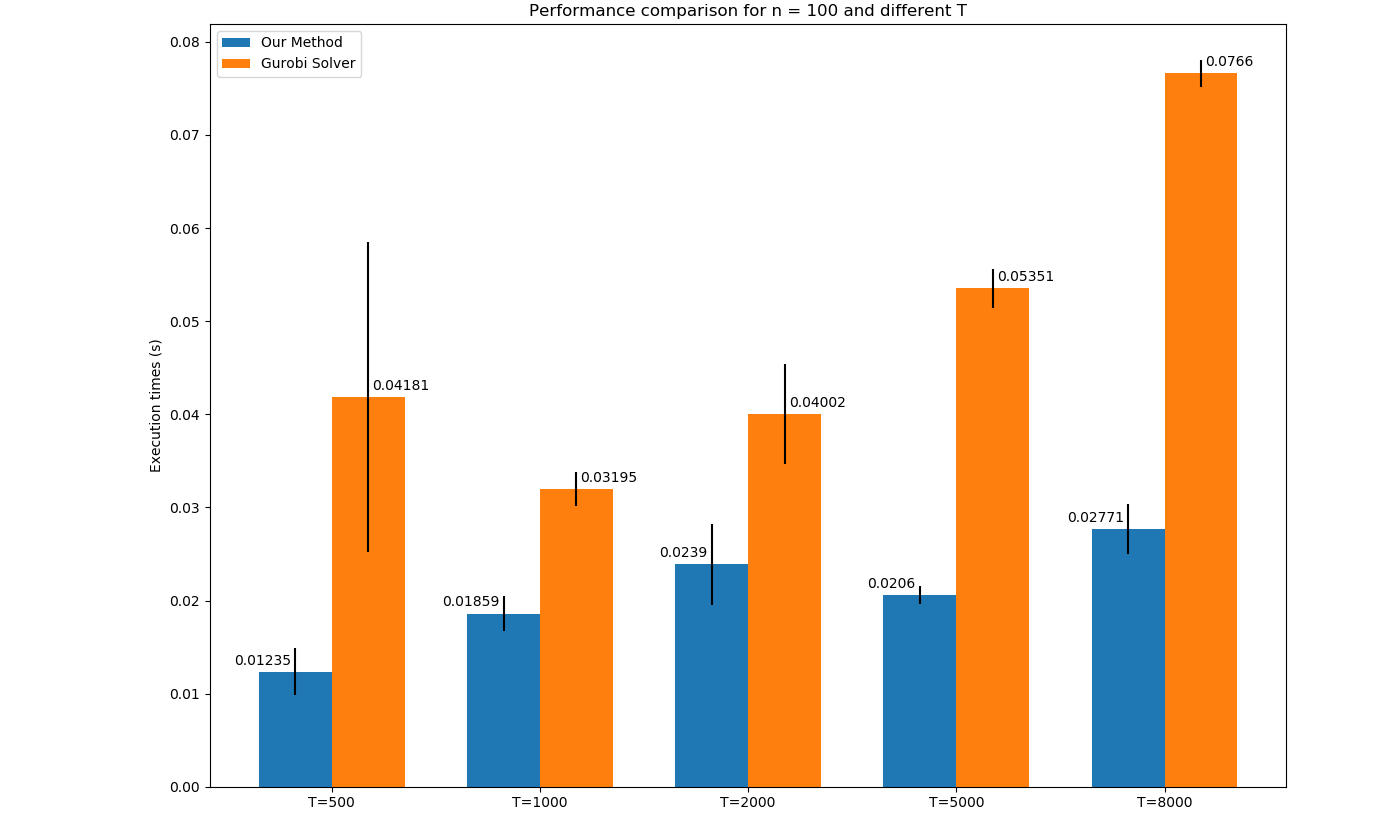 Performance comparison for n = 100 and different T
Our Method
Gurobi Solver
Execution times (s)
0.08
0.07
0.06
0.05
0.04
0.03
0.02
0.01
0.00
0.01235
0.04181
0.01859
0.03195
0.0239
0.04002
0.0206
0.05351
0.02771
0.0766
T=500
T=1000
T=2000
T=5000
T=8000